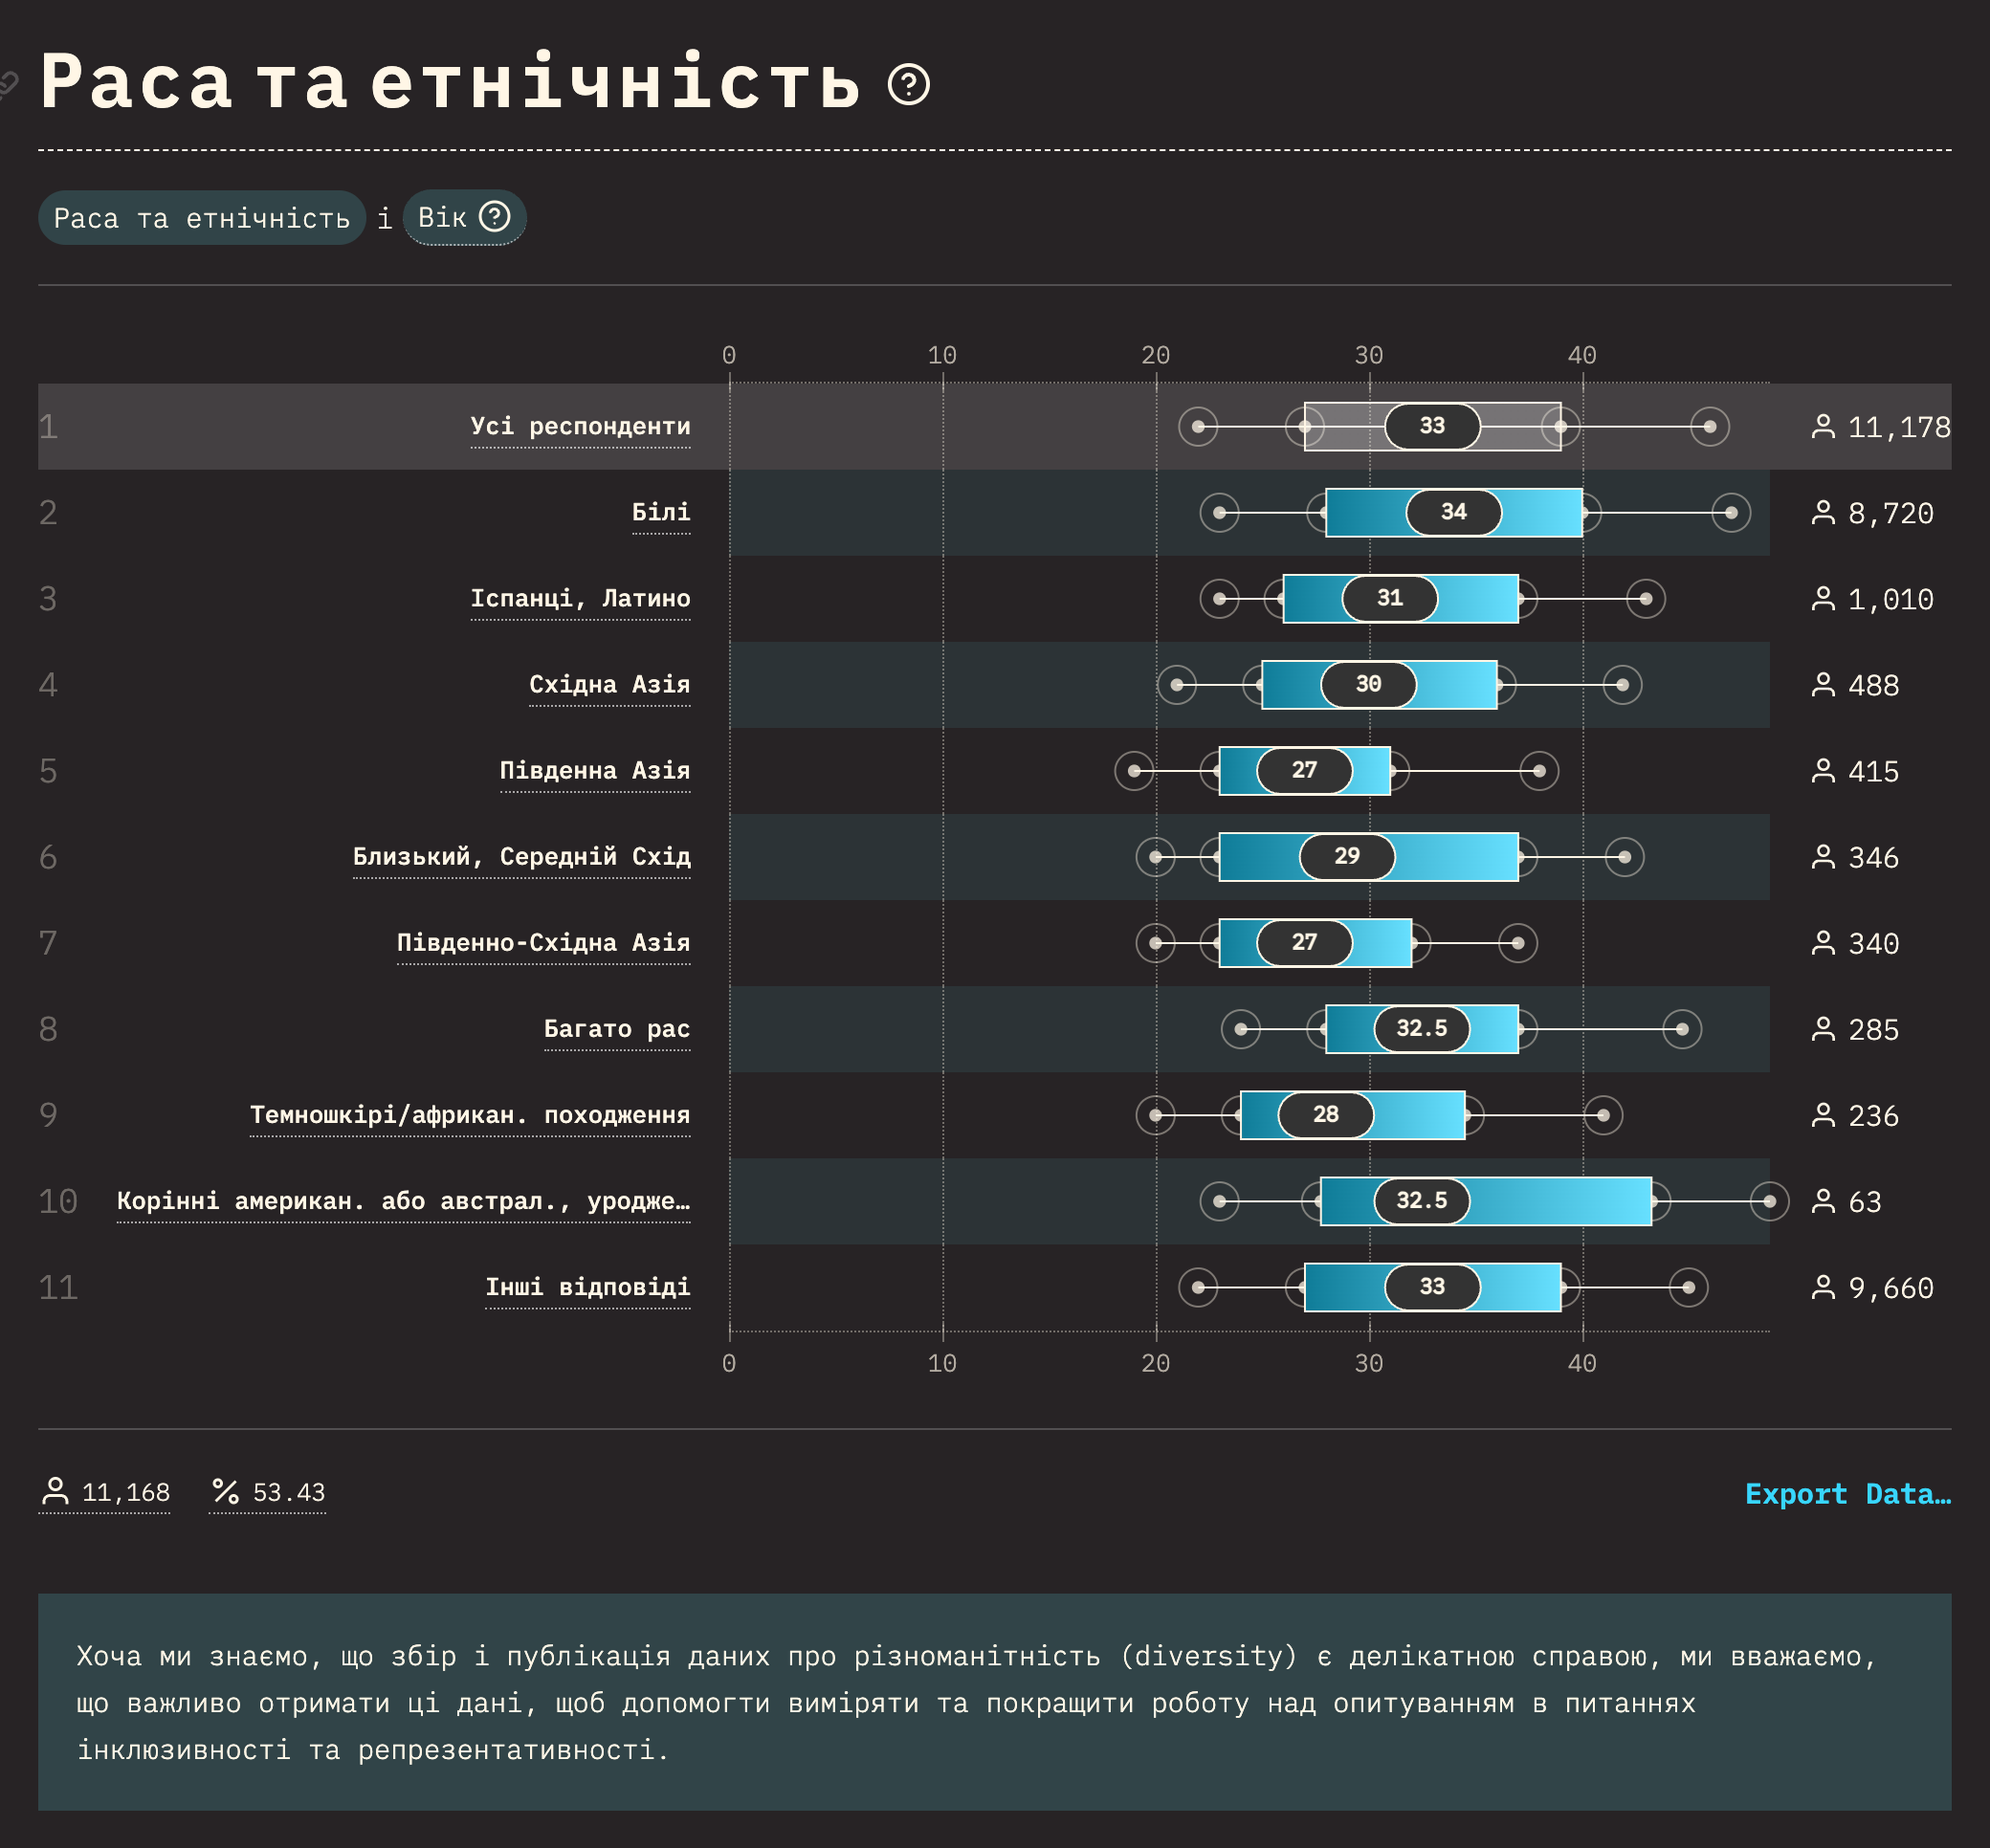 Раса та етнічність
Раса та етнічність і Вік
0 10 20 30 40
1 Усі респонденти 33 11,178
2 Білі 34 8,720
3 Іспанці, Латино 31 1,010
4 Східна Азія 30 488
5 Південна Азія 27 415
6 Близький, Середній Схід 29 346
7 Південно-Східна Азія 27 340
8 Багато рас 32.5 285
9 Темношкірі/африкан. походження 28 236
10 Корінні американ. або австрал., уродже… 32.5 63
11 Інші відповіді 33 9,660
0 10 20 30 40
11,168 % 53.43 Export Data…
Хоча ми знаємо, що збір і публікація даних про різноманітність (diversity) є делікатною справою, ми вважаємо,
що важливо отримати ці дані, щоб допомогти виміряти та покращити роботу над опитуванням в питаннях
інклюзивності та репрезентативності.